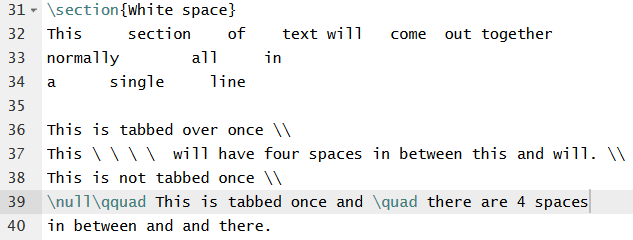 31 \section{White space}
32 This     section    of    text will   come  out together
33 normally        all     in
34 a      single     line
35
36 This is tabbed over once \\
37 This \ \ \ \  will have four spaces in between this and will. \\
38 This is not tabbed once \\
39 \null\qquad This is tabbed once and \quad there are 4 spaces
40 in between and and there.